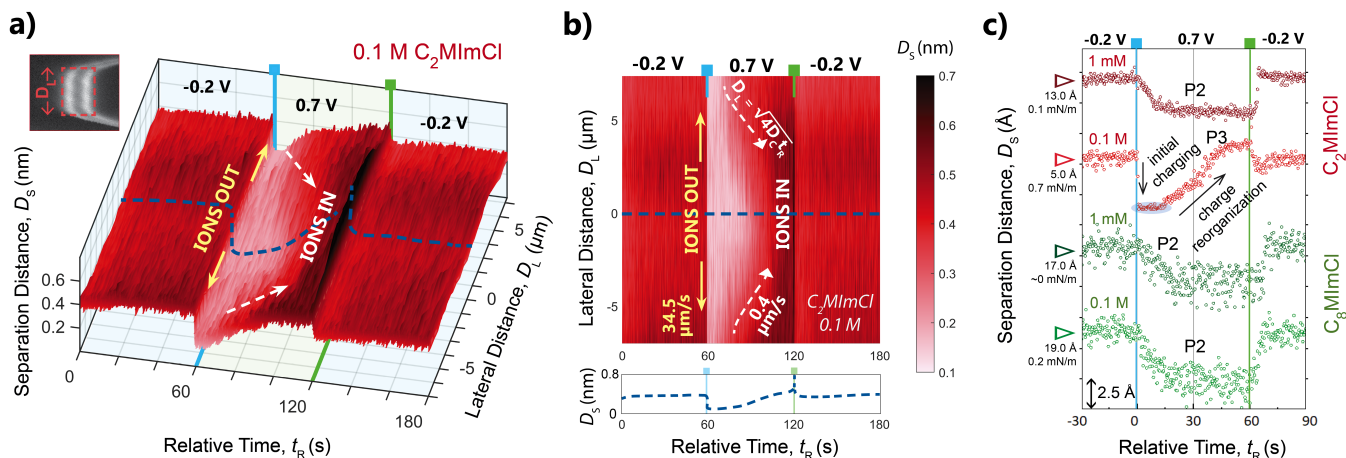 a)
0.1 M C₂MImCl
D_L
-0.2 V
0.7 V
-0.2 V
IONS OUT
IONS IN
Separation Distance, D_S (nm)
0.6
0.4
0.2
0
60
120
180
Relative Time, t_R (s)
5
0
-5
Lateral Distance, D_L (μm)
b)
-0.2 V
0.7 V
-0.2 V
D_S (nm)
0.7
0.6
0.5
0.4
0.3
0.2
0.1
D_L = √4D_C t_R
IONS OUT
IONS IN
34.5 μm/s
0.4 μm/s
C₂MImCl
0.1 M
Lateral Distance, D_L (μm)
5
0
-5
0
60
120
180
D_S (nm)
0.8
0
0
60
120
180
Relative Time, t_R (s)
c)
-0.2 V
0.7 V
-0.2 V
1 mM
13.0 Å
0.1 mN/m
P2
0.1 M
5.0 Å
0.7 mN/m
initial
charging
P3
charge
reorganization
C₂MImCl
1 mM
17.0 Å
~0 mN/m
P2
0.1 M
19.0 Å
0.2 mN/m
P2
2.5 Å
C₈MImCl
Separation Distance, D_S (Å)
-30
0
30
60
90
Relative Time, t_R (s)